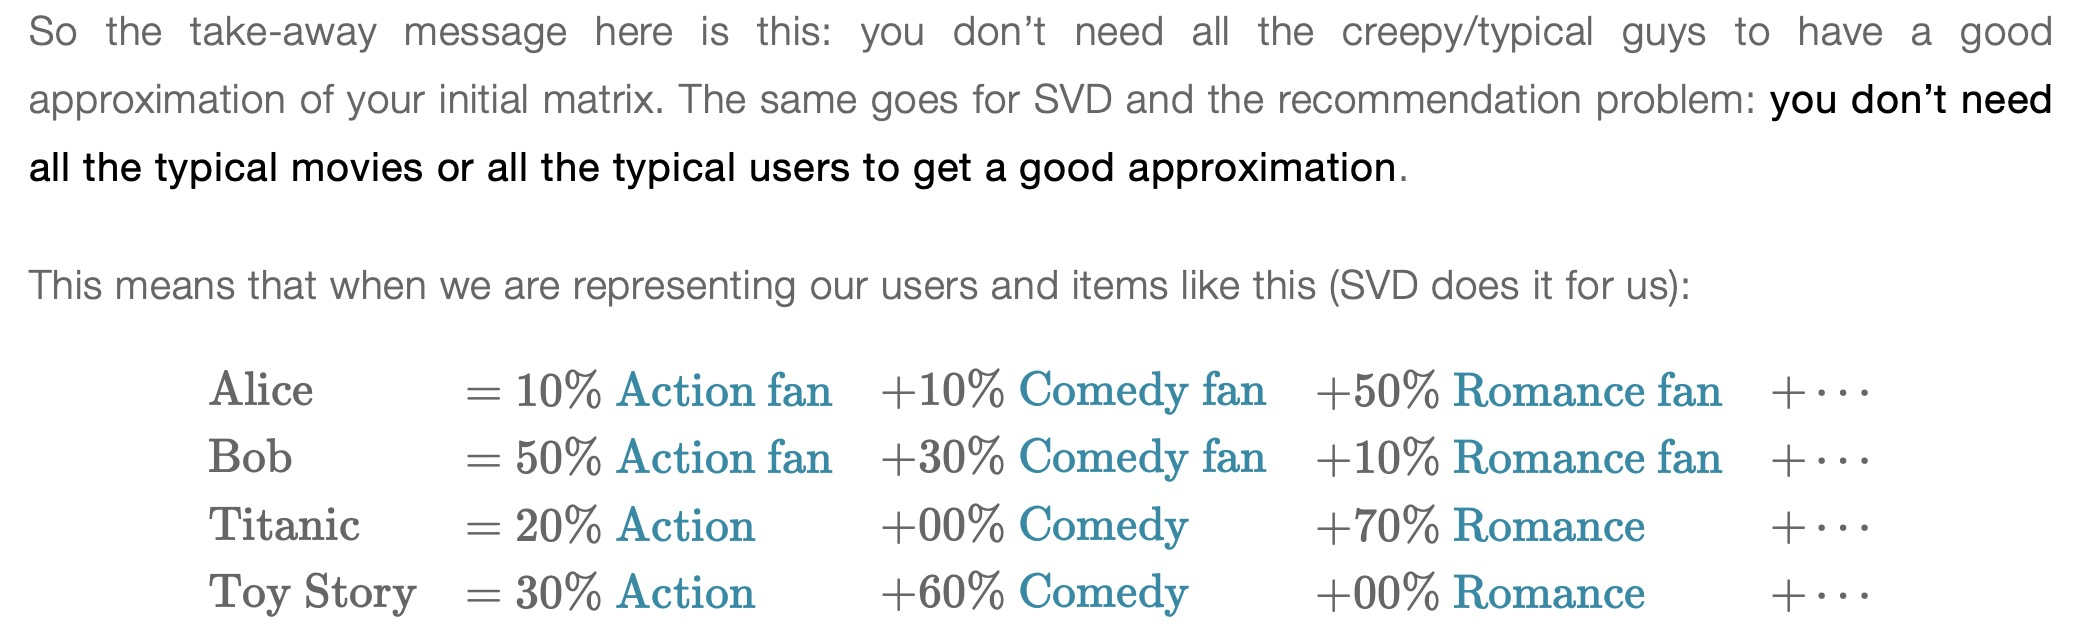 So the take-away message here is this: you don’t need all the creepy/typical guys to have a good
approximation of your initial matrix. The same goes for SVD and the recommendation problem: you don’t need
all the typical movies or all the typical users to get a good approximation.
This means that when we are representing our users and items like this (SVD does it for us):
Alice = 10% Action fan +10% Comedy fan +50% Romance fan +···
Bob = 50% Action fan +30% Comedy fan +10% Romance fan +···
Titanic = 20% Action +00% Comedy +70% Romance +···
Toy Story = 30% Action +60% Comedy +00% Romance +···